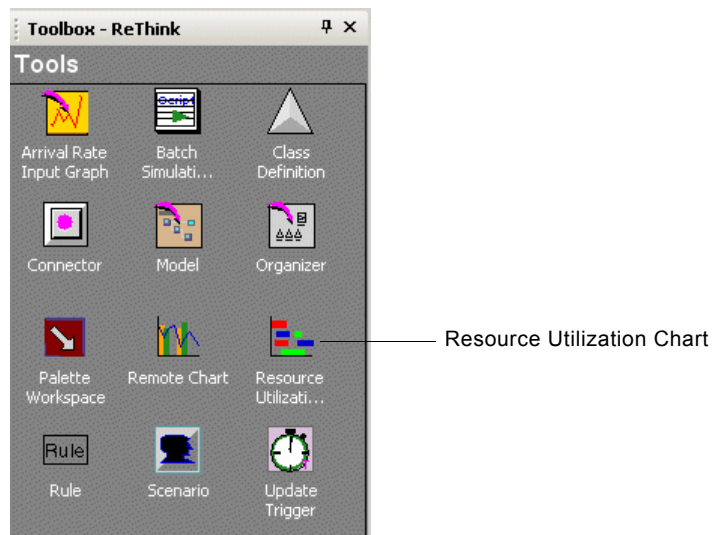 Toolbox - ReThink
Tools
Script
Arrival Rate
Input Graph
Batch
Simulati...
Class
Definition
Connector
Model
Organizer
Palette
Workspace
Remote Chart
Resource
Utilizati...
Resource Utilization Chart
Rule
Rule
Scenario
Update
Trigger